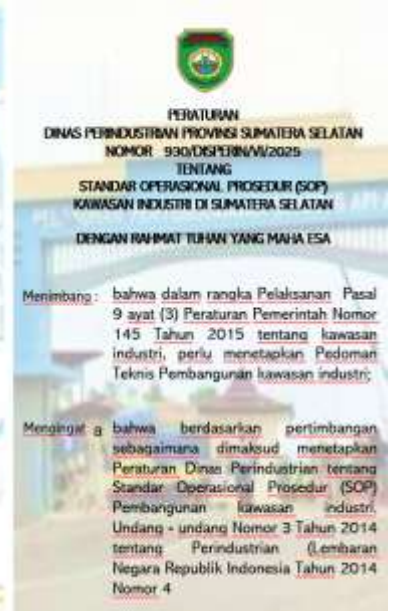 PERATURAN
DINAS PERINDUSTRIAN PROVINSI SUMATERA SELATAN
NOMOR 930/DISPERIN/VI/2025
TENTANG
STANDAR OPERASIONAL PROSEDUR (SOP)
KAWASAN INDUSTRI DI SUMATERA SELATAN
DENGAN RAHMAT TUHAN YANG MAHA ESA
Menimbang : bahwa dalam rangka Pelaksanan Pasal
9 ayat (3) Peraturan Pemerintah Nomor
145 Tahun 2015 tentang kawasan
industri, perlu menetapkan Pedoman
Teknis Pembangunan kawasan industri;
Mengingat a bahwa berdasarkan pertimbangan
sebagaimana dimaksud menetapkan
Peraturan Dinas Perindustrian tentang
Standar Operasional Prosedur (SOP)
Pembangunan kawasan industri.
Undang - undang Nomor 3 Tahun 2014
tentang Perindustrian (Lembaran
Negara Republik Indonesia Tahun 2014
Nomor 4